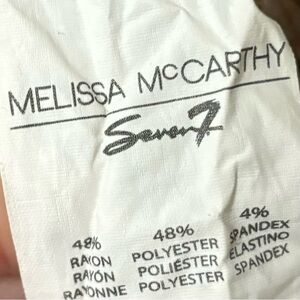 MELISSA McCARTHY
Seven7
48% 48% 4%
RAYON POLYESTER SPANDEX
RAYÓN POLIÉSTER ELASTINO
RAYONNE POLYESTER SPANDEX